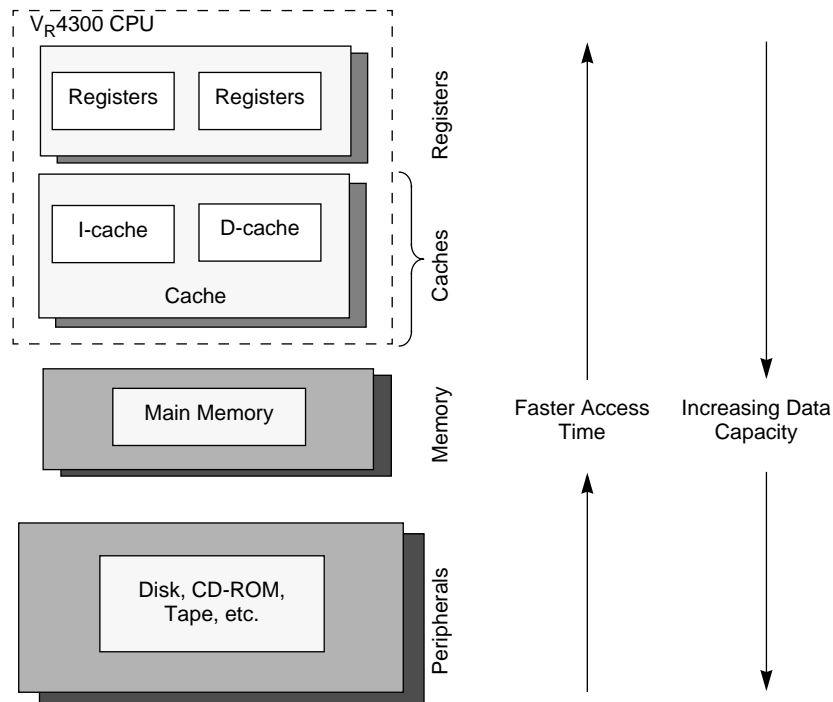 VR4300 CPU
Registers
Registers
Registers
I-cache
D-cache
Cache
Caches
Main Memory
Memory
Faster Access
Time
Increasing Data
Capacity
Disk, CD-ROM,
Tape, etc.
Peripherals